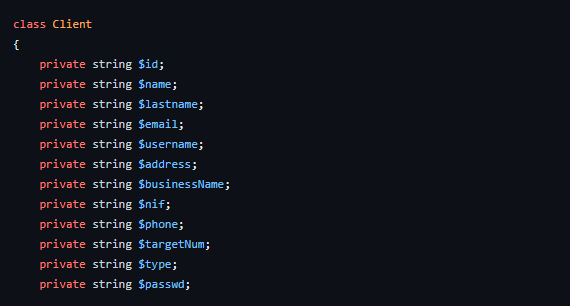 class Client
{
    private string $id;
    private string $name;
    private string $lastname;
    private string $email;
    private string $username;
    private string $address;
    private string $businessName;
    private string $nif;
    private string $phone;
    private string $targetNum;
    private string $type;
    private string $passwd;